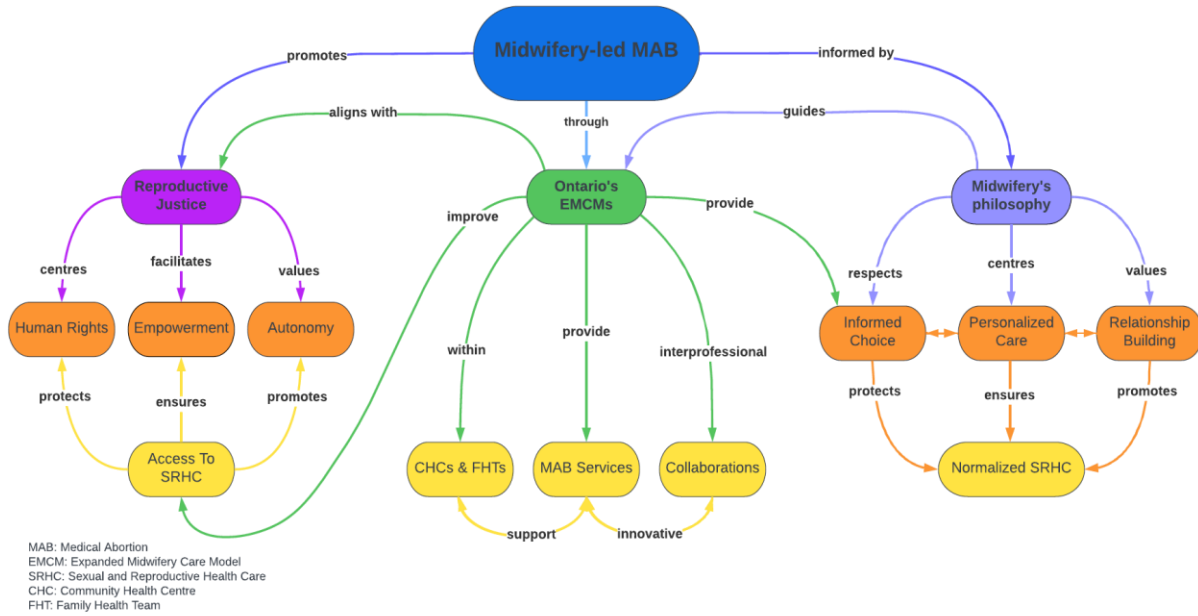 Midwifery-led MAB
promotes
informed by
aligns with
through
guides
Reproductive
Justice
Ontario's
EMCMs
Midwifery's
philosophy
improve
provide
centres
facilitates
values
respects
centres
values
Human Rights
Empowerment
Autonomy
Informed
Choice
Personalized
Care
Relationship
Building
within
provide
interprofessional
protects
ensures
promotes
protects
ensures
promotes
Access To
SRHC
CHCs & FHTs
MAB Services
Collaborations
Normalized SRHC
support
innovative
MAB: Medical Abortion
EMCM: Expanded Midwifery Care Model
SRHC: Sexual and Reproductive Health Care
CHC: Community Health Centre
FHT: Family Health Team